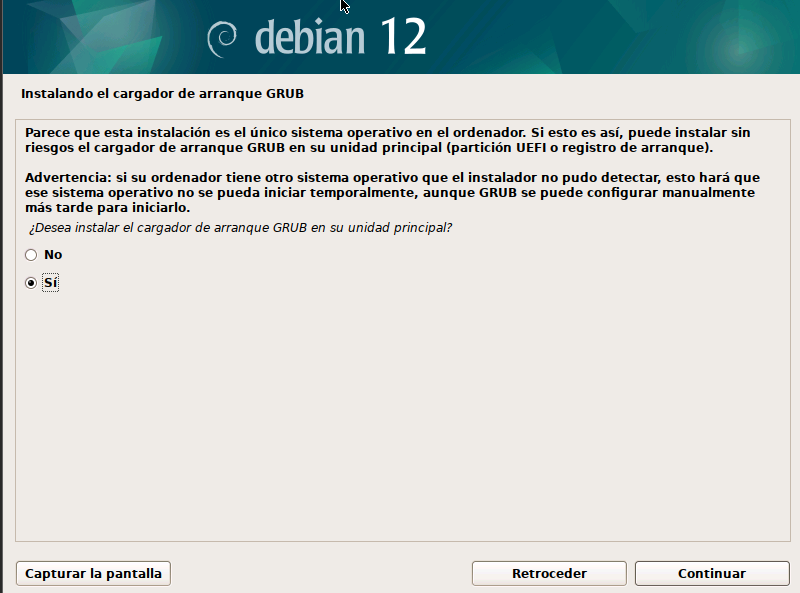 debian 12
Instalando el cargador de arranque GRUB
Parece que esta instalación es el único sistema operativo en el ordenador. Si esto es así, puede instalar sin
riesgos el cargador de arranque GRUB en su unidad principal (partición UEFI o registro de arranque).
Advertencia: si su ordenador tiene otro sistema operativo que el instalador no pudo detectar, esto hará que
ese sistema operativo no se pueda iniciar temporalmente, aunque GRUB se puede configurar manualmente
más tarde para iniciarlo.
¿Desea instalar el cargador de arranque GRUB en su unidad principal?
No
Sí
Capturar la pantalla
Retroceder
Continuar